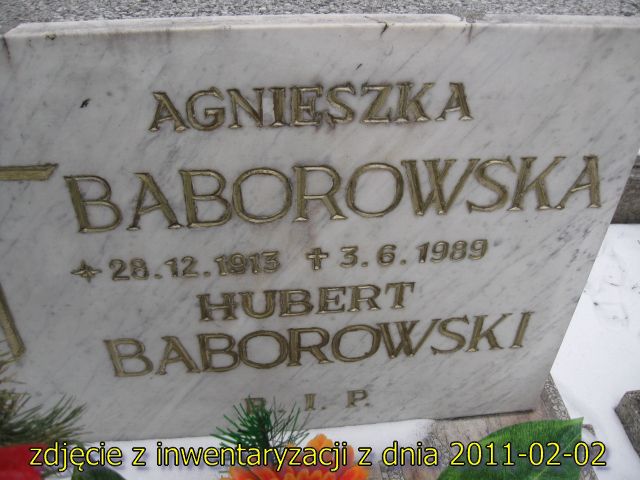 AGNIESZKA
BABOROWSKA
28.12.1913 ✝ 3.6.1989
HUBERT
BABOROWSKI
R. I. P.
zdjęcie z inwentaryzacji z dnia 2011-02-02